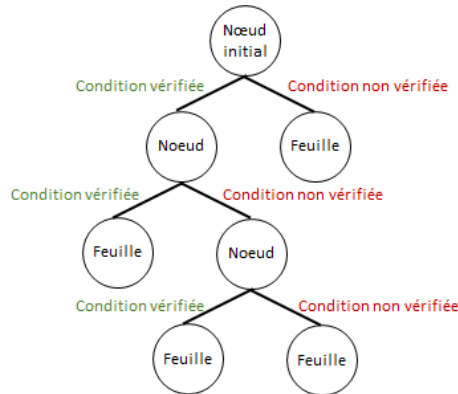 Nœud
initial
Condition vérifiée
Condition non vérifiée
Noeud
Feuille
Condition vérifiée
Condition non vérifiée
Feuille
Noeud
Condition vérifiée
Condition non vérifiée
Feuille
Feuille